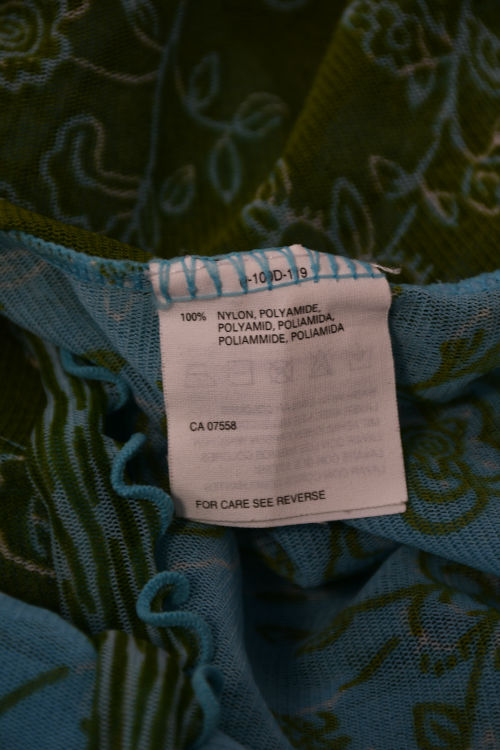 100% NYLON, POLYAMIDE,
POLYAMID, POLIAMIDA,
POLIAMMIDE, POLIAMIDA
CA 07558
FOR CARE SEE REVERSE